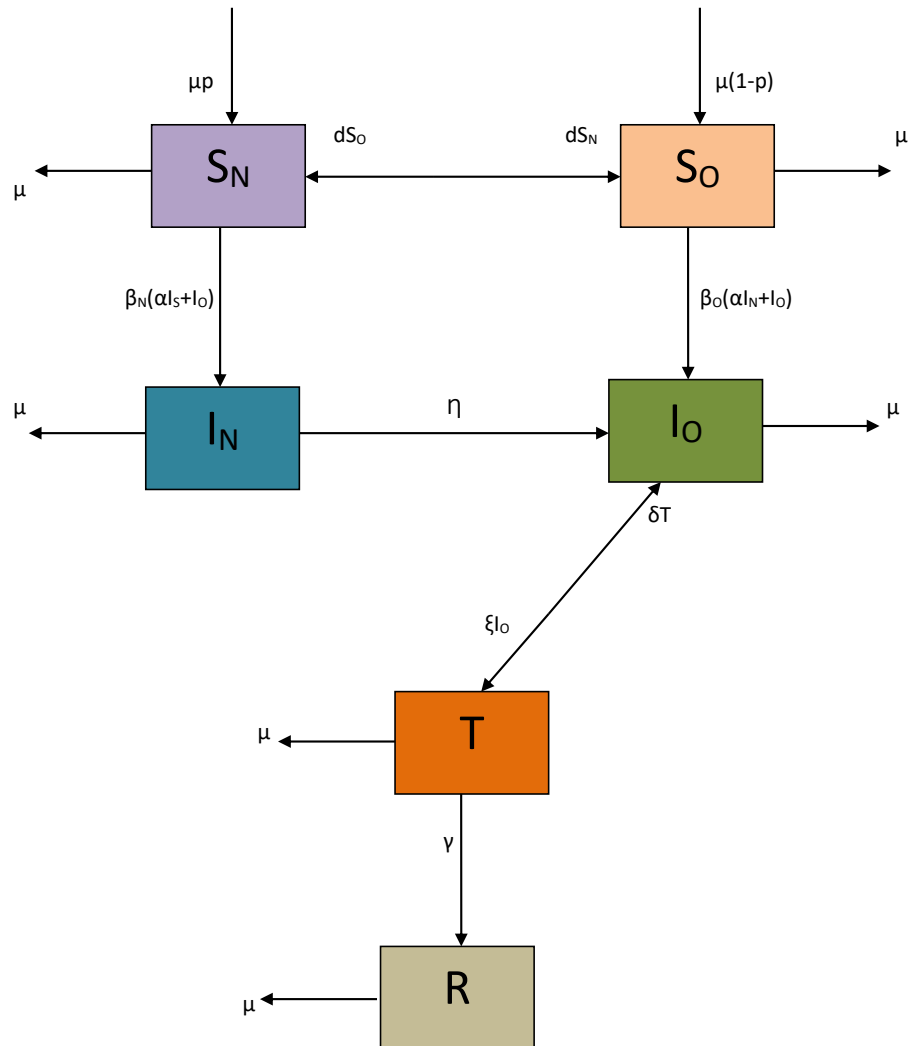 μp
μ(1-p)
dS_O
dS_N
μ
S_N
S_O
μ
β_N(αI_S+I_O)
β_O(αI_N+I_O)
μ
I_N
η
I_O
μ
δT
ξI_O
μ
T
γ
μ
R